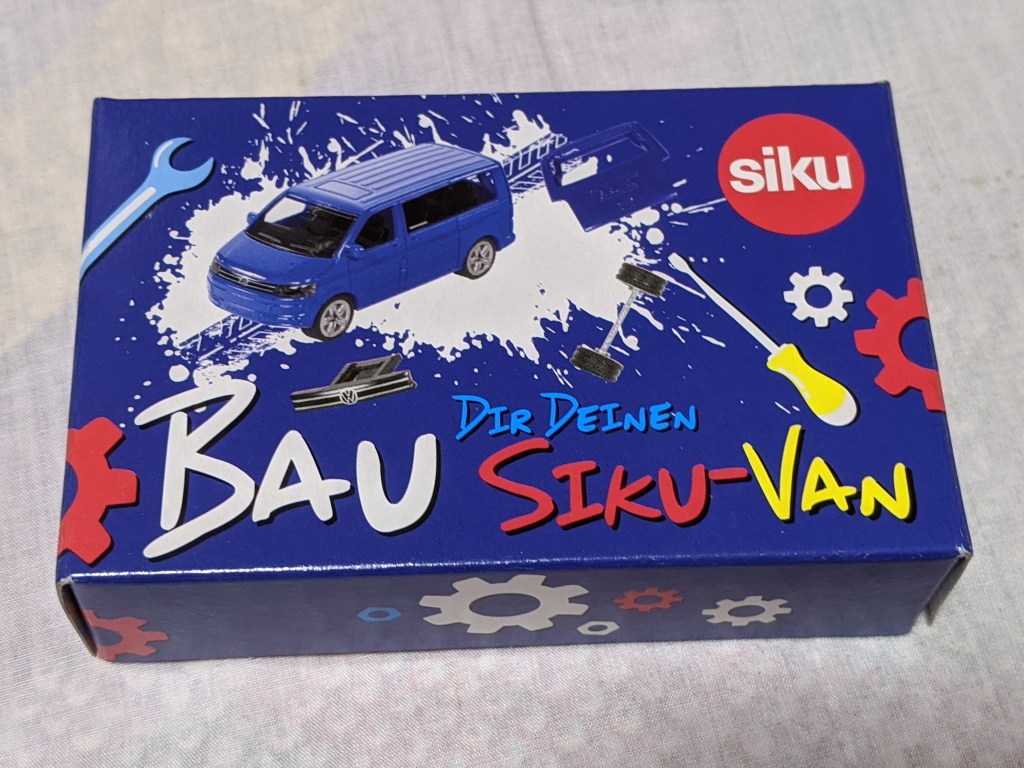 siku
BAU
DIR DEINEN
SIKU-VAN